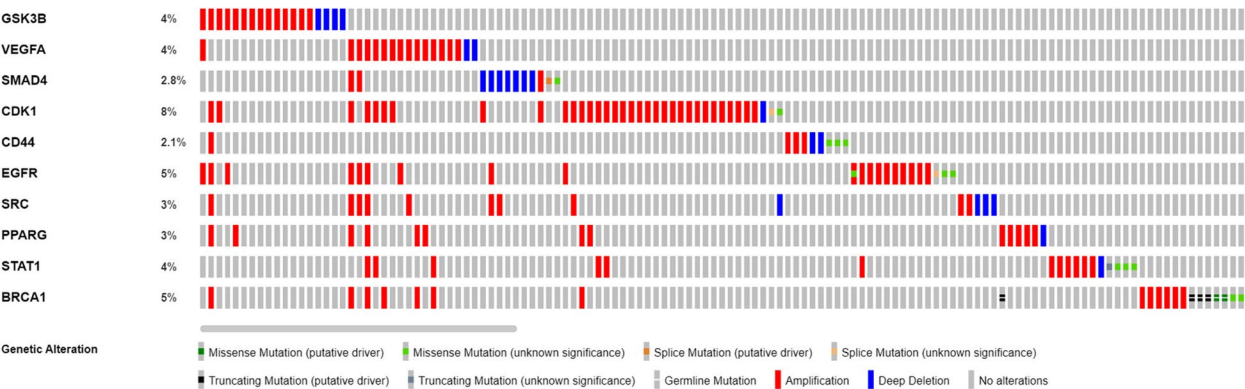 GSK3B 4%
VEGFA 4%
SMAD4 2.8%
CDK1 8%
CD44 2.1%
EGFR 5%
SRC 3%
PPARG 3%
STAT1 4%
BRCA1 5%
Genetic Alteration Missense Mutation (putative driver) Missense Mutation (unknown significance) Splice Mutation (putative driver) Splice Mutation (unknown significance)
Truncating Mutation (putative driver) Truncating Mutation (unknown significance) Germline Mutation Amplification Deep Deletion No alterations